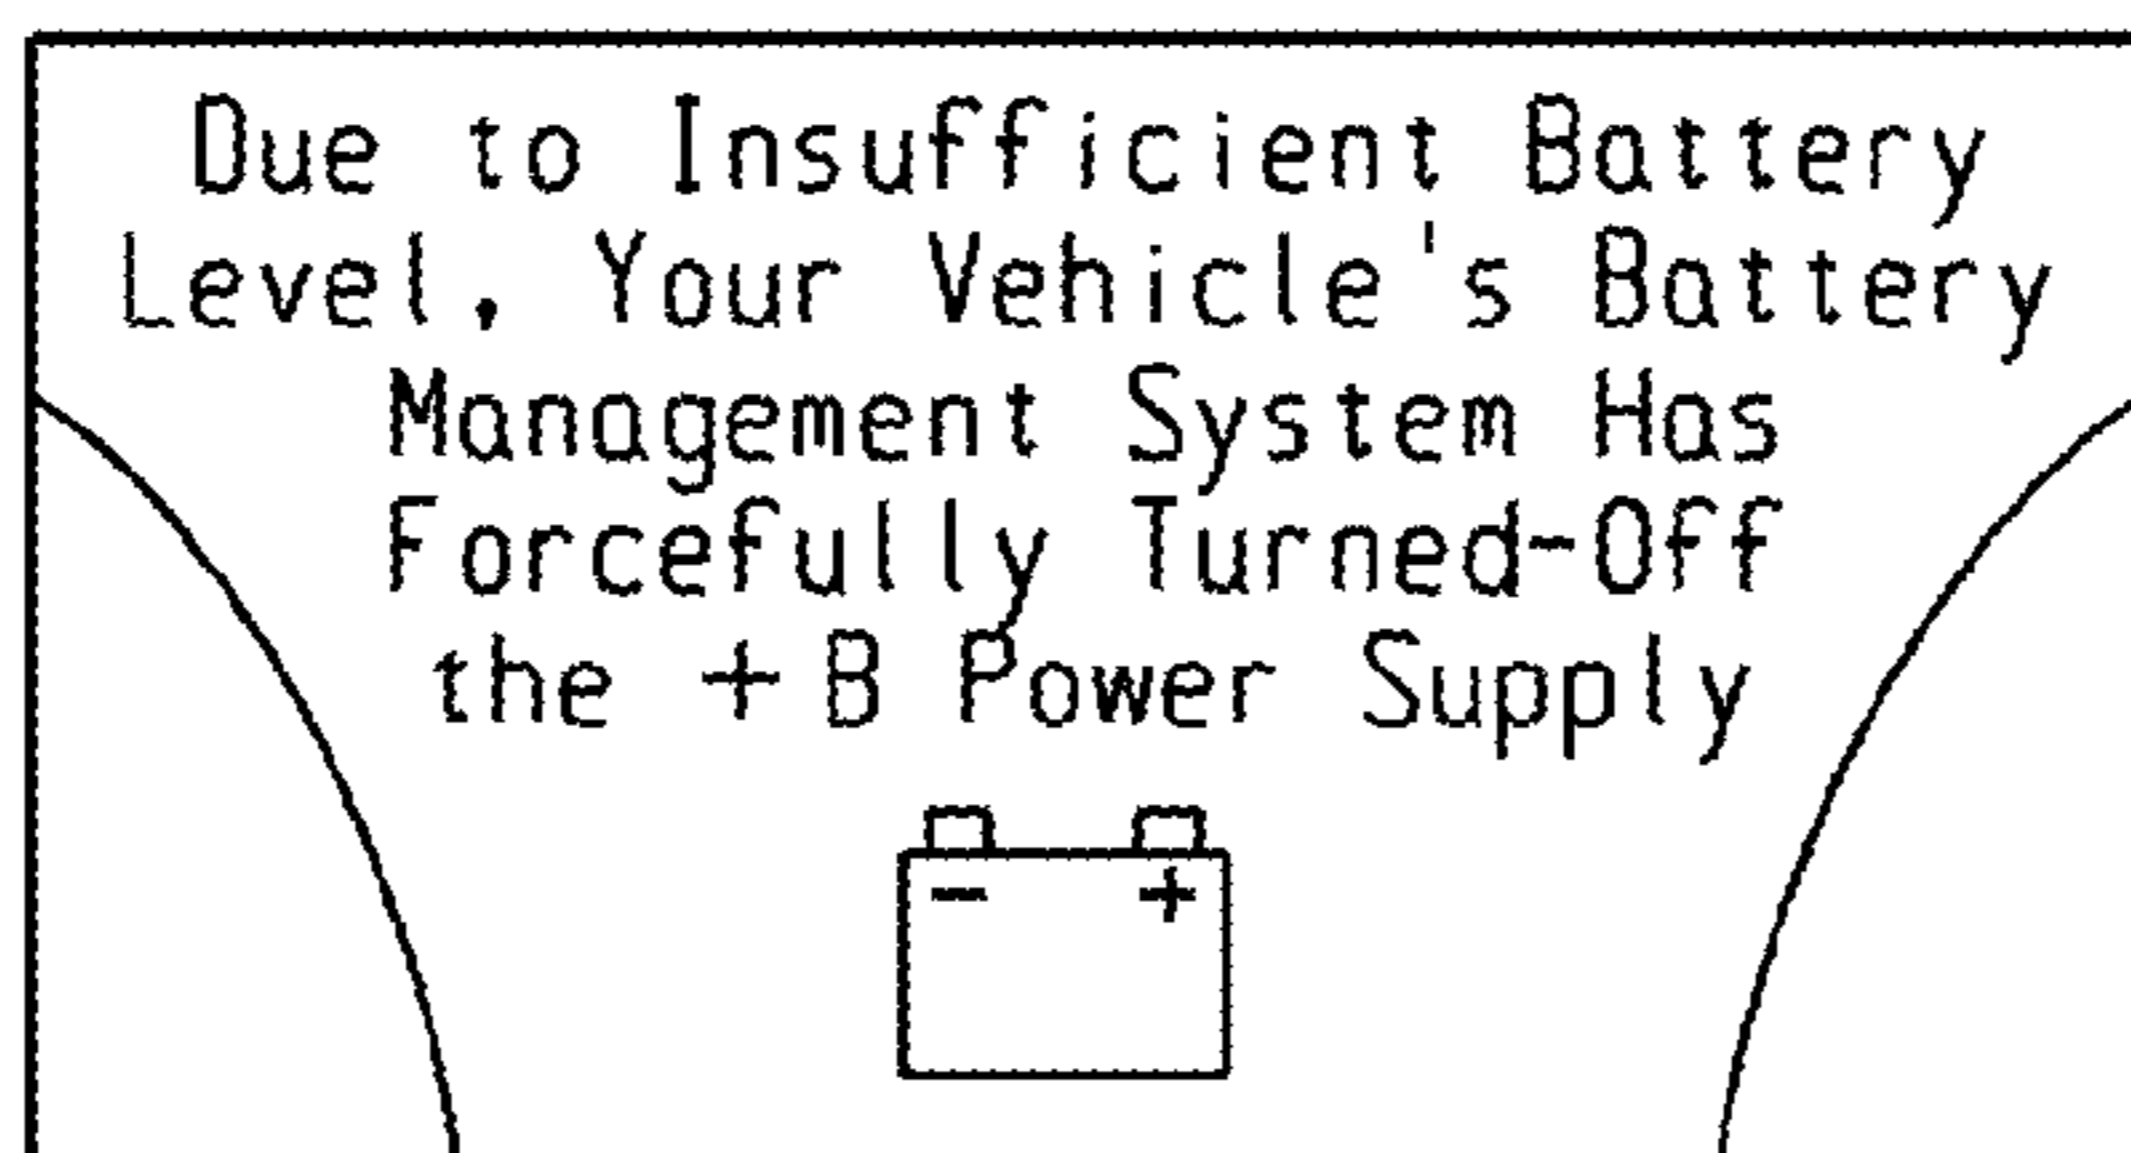 Due to Insufficient Battery
Level, Your Vehicle's Battery
Management System Has
Forcefully Turned-Off
the +B Power Supply
- +